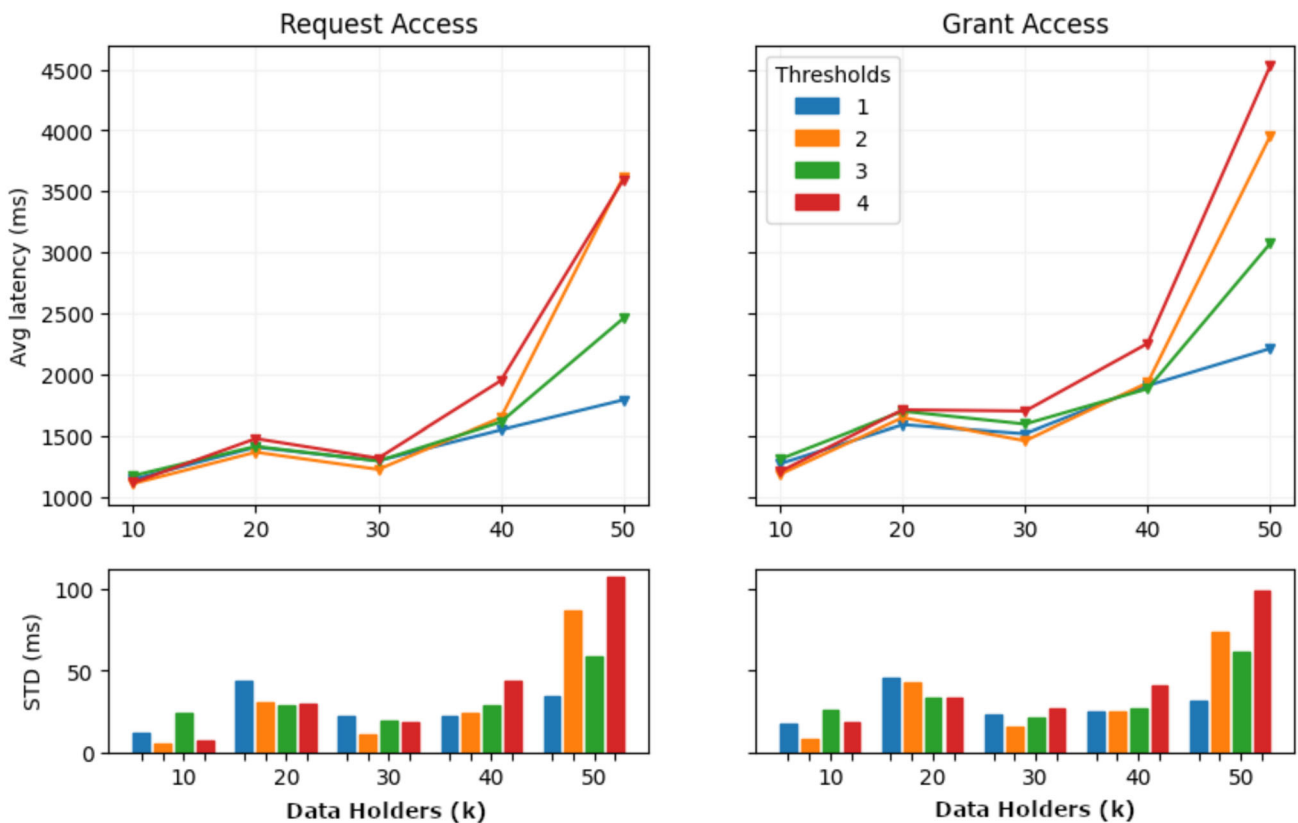 Request Access
Grant Access
4500
4000
3500
3000
2500
2000
1500
1000
Avg latency (ms)
Thresholds
1
2
3
4
10 20 30 40 50
10 20 30 40 50
100
50
0
STD (ms)
10 20 30 40 50
10 20 30 40 50
Data Holders (k)
Data Holders (k)